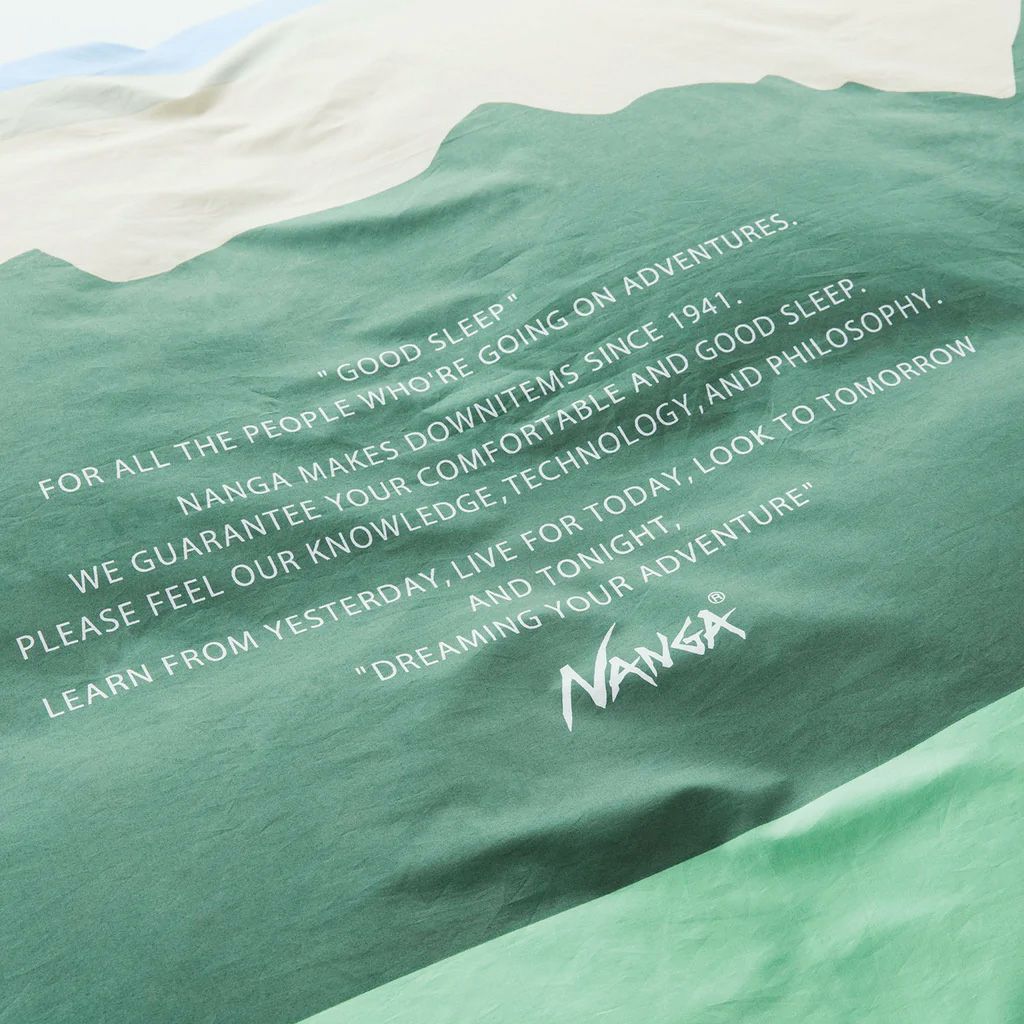 " GOOD SLEEP "
FOR ALL THE PEOPLE WHO'RE GOING ON ADVENTURES.
NANGA MAKES DOWNITEMS SINCE 1941.
WE GUARANTEE YOUR COMFORTABLE AND GOOD SLEEP.
PLEASE FEEL OUR KNOWLEDGE, TECHNOLOGY, AND PHILOSOPHY.
LEARN FROM YESTERDAY, LIVE FOR TODAY, LOOK TO TOMORROW
AND TONIGHT,
"DREAMING YOUR ADVENTURE"
NANGA®